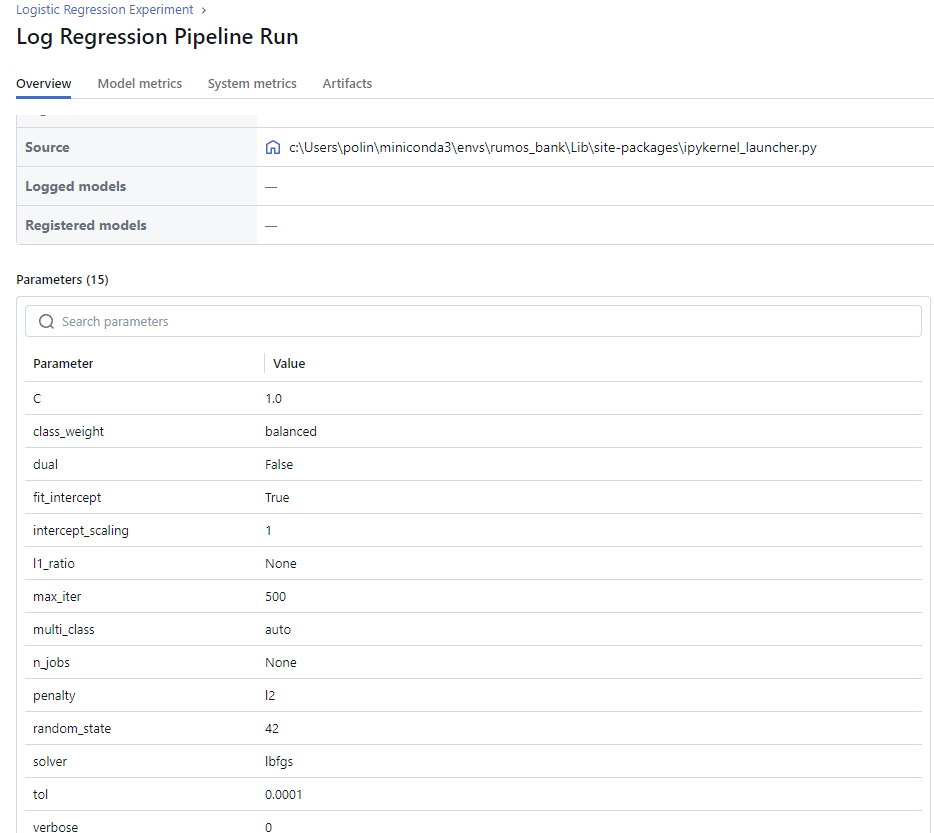 Logistic Regression Experiment ›
Log Regression Pipeline Run
Overview Model metrics System metrics Artifacts
Source c:\Users\polin\miniconda3\envs\rumos_bank\Lib\site-packages\ipykernel_launcher.py
Logged models —
Registered models —
Parameters (15)
Search parameters
Parameter Value
C 1.0
class_weight balanced
dual False
fit_intercept True
intercept_scaling 1
l1_ratio None
max_iter 500
multi_class auto
n_jobs None
penalty l2
random_state 42
solver lbfgs
tol 0.0001
verbose 0